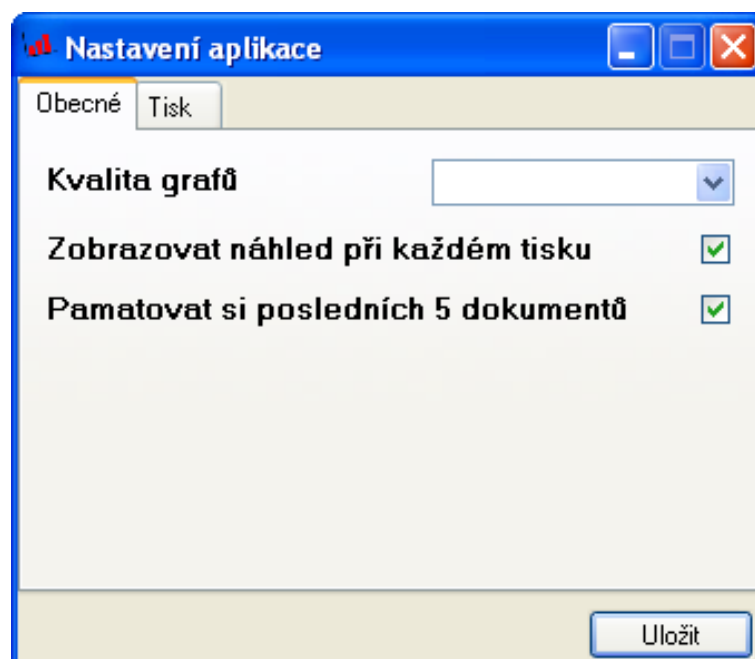 Nastavení aplikace
Obecné Tisk
Kvalita grafů
Zobrazovat náhled při každém tisku
Pamatovat si posledních 5 dokumentů
Uložit